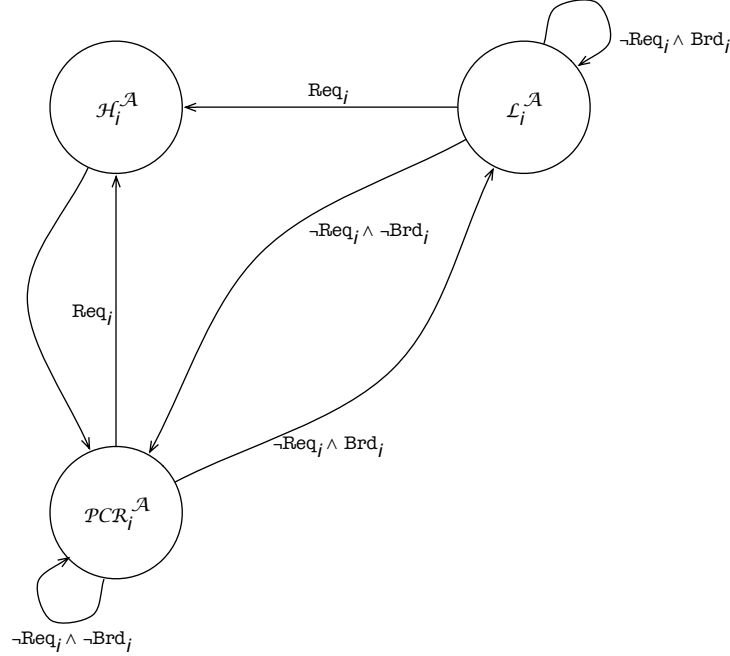 ¬Req_i ∧ Brd_i
Req_i
ℋ_i^𝒜
ℒ_i^𝒜
¬Req_i ∧ ¬Brd_i
Req_i
¬Req_i ∧ Brd_i
𝒫𝒞ℛ_i^𝒜
¬Req_i ∧ ¬Brd_i